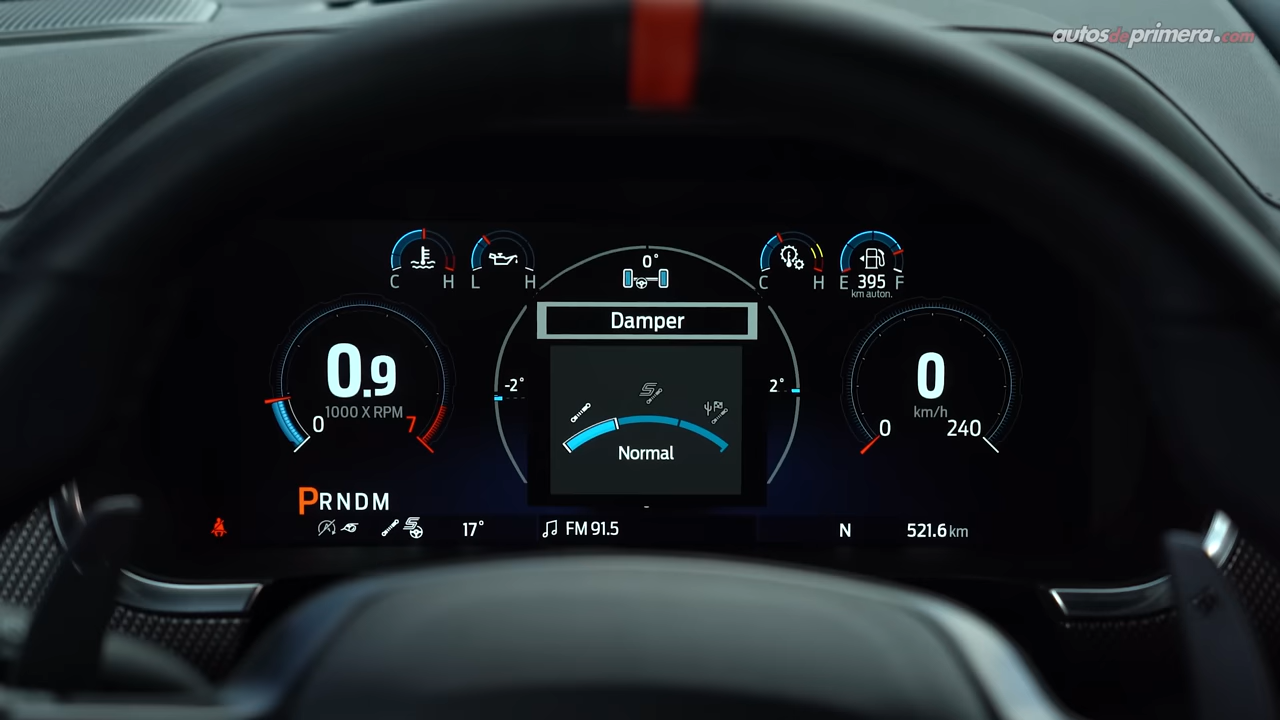 autosdeprimera.com
0°
C H
L H
C H
E 395 F
km auton.
Damper
0.9
1000 X RPM
0 7
-2°
2°
S
Normal
0
km/h
0 240
PRNDM
S
17°
FM 91.5
N
521.6 km